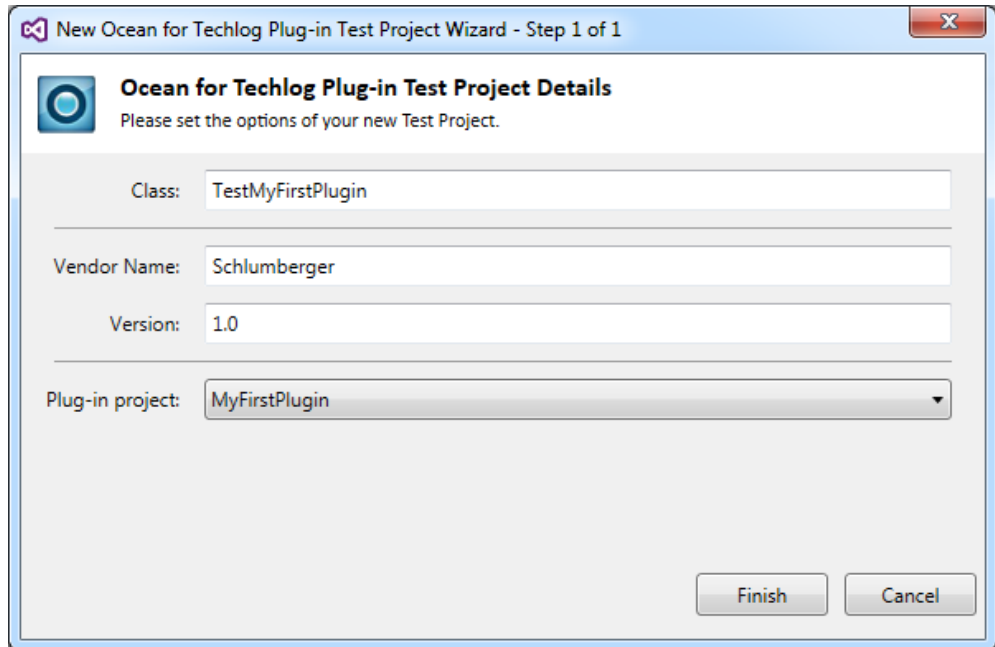 New Ocean for Techlog Plug-in Test Project Wizard - Step 1 of 1
Ocean for Techlog Plug-in Test Project Details
Please set the options of your new Test Project.
Class: TestMyFirstPlugin
Vendor Name: Schlumberger
Version: 1.0
Plug-in project: MyFirstPlugin
Finish Cancel